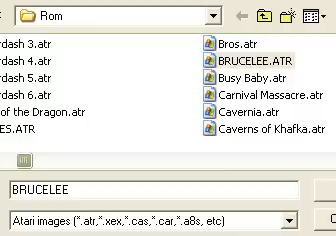 Rom
rdash 3.atr
rdash 4.atr
rdash 5.atr
rdash 6.atr
of the Dragon.atr
ES.ATR
Bros.atr
BRUCELEE.ATR
Busy Baby.atr
Carnival Massacre.atr
Cavernia.atr
Caverns of Khafka.atr
BRUCELEE
Atari images (*.atr,*.xex,*.cas,*.car,*.a8s, etc)